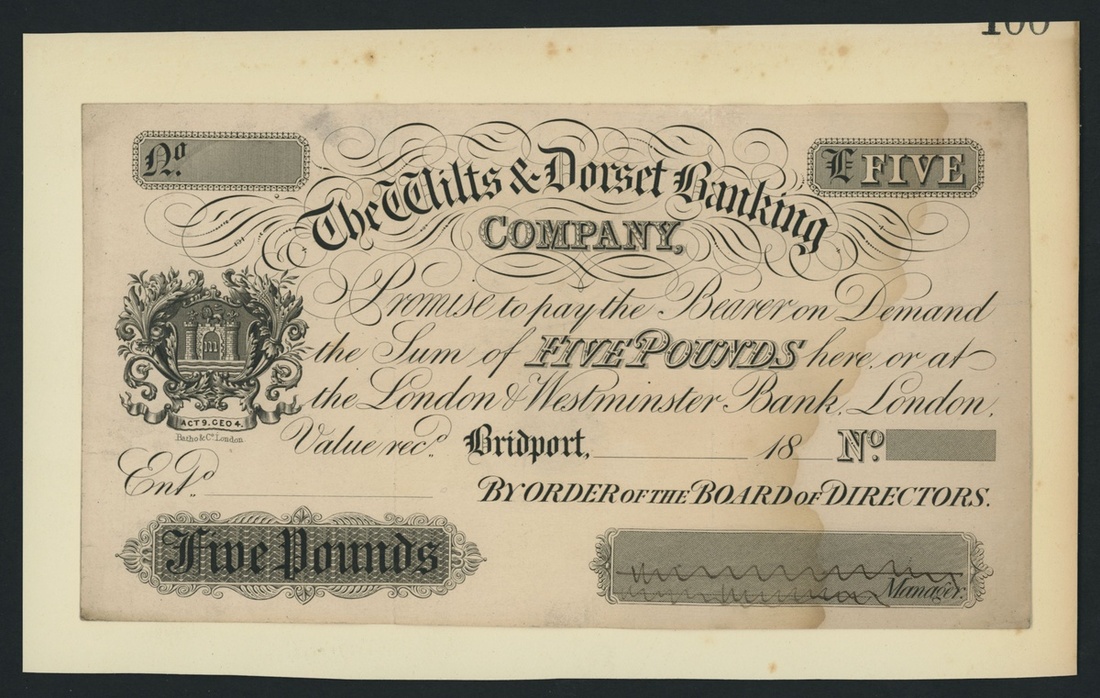 100
Nº.
£ FIVE
The Wilts & Dorset Banking
COMPANY,
Promise to pay the Bearer on Demand
the Sum of FIVE POUNDS here, or at
the London & Westminster Bank, London,
ACT 9, GEO 4.
Batho & Co. London
Value recd. Bridport, 18 Nº.
Entd.
BY ORDER OF THE BOARD OF DIRECTORS.
Five Pounds
Manager.